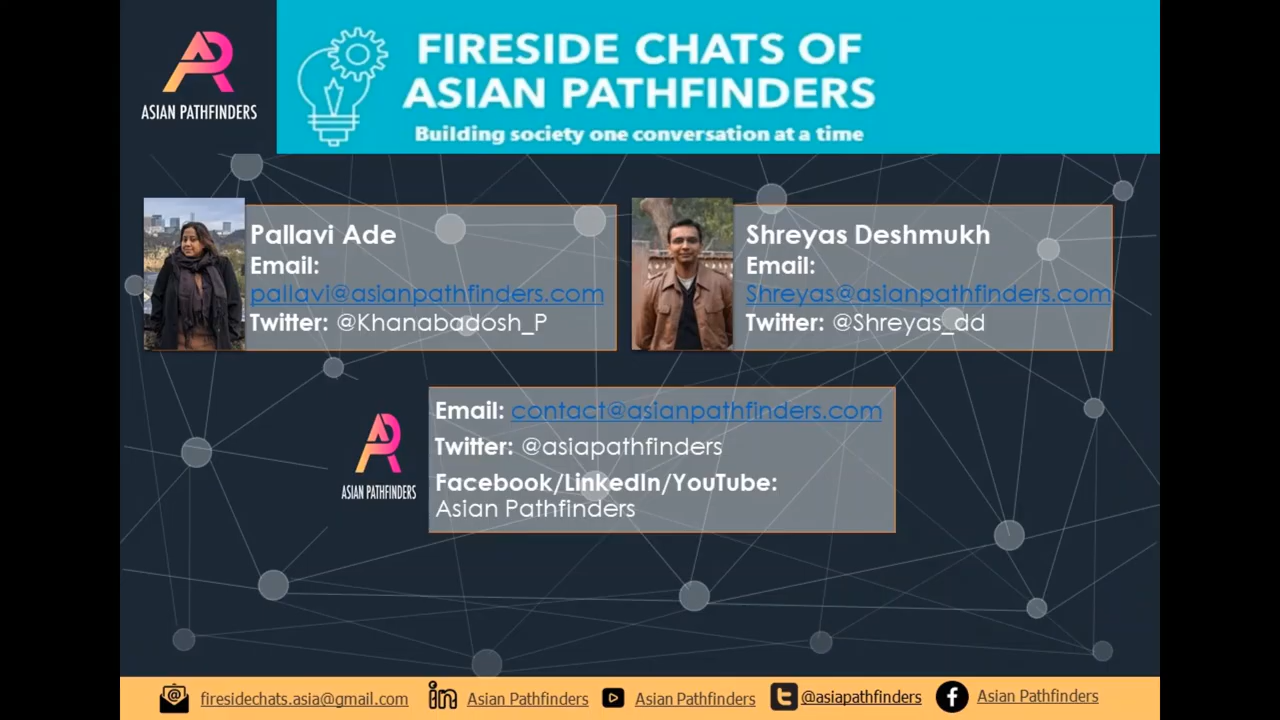 ASIAN PATHFINDERS
FIRESIDE CHATS OF
ASIAN PATHFINDERS
Building society one conversation at a time
Pallavi Ade
Email:
pallavi@asianpathfinders.com
Twitter: @Khanabadosh_P
Shreyas Deshmukh
Email:
Shreyas@asianpathfinders.com
Twitter: @Shreyas_dd
ASIAN PATHFINDERS
Email: contact@asianpathfinders.com
Twitter: @asiapathfinders
Facebook/LinkedIn/YouTube:
Asian Pathfinders
firesidechats.asia@gmail.com
in Asian Pathfinders
Asian Pathfinders
@asiapathfinders
Asian Pathfinders